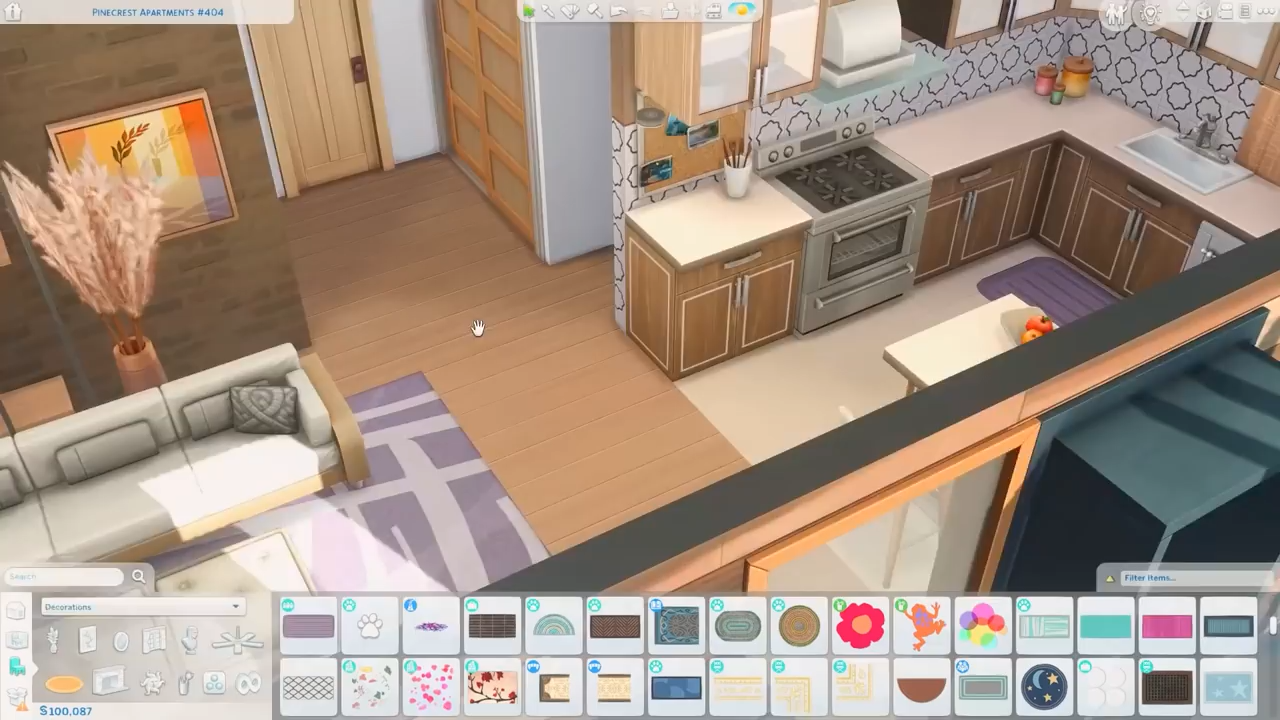 PINECREST APARTMENTS #404
Search
Filter Items...
Decorations
$100,087